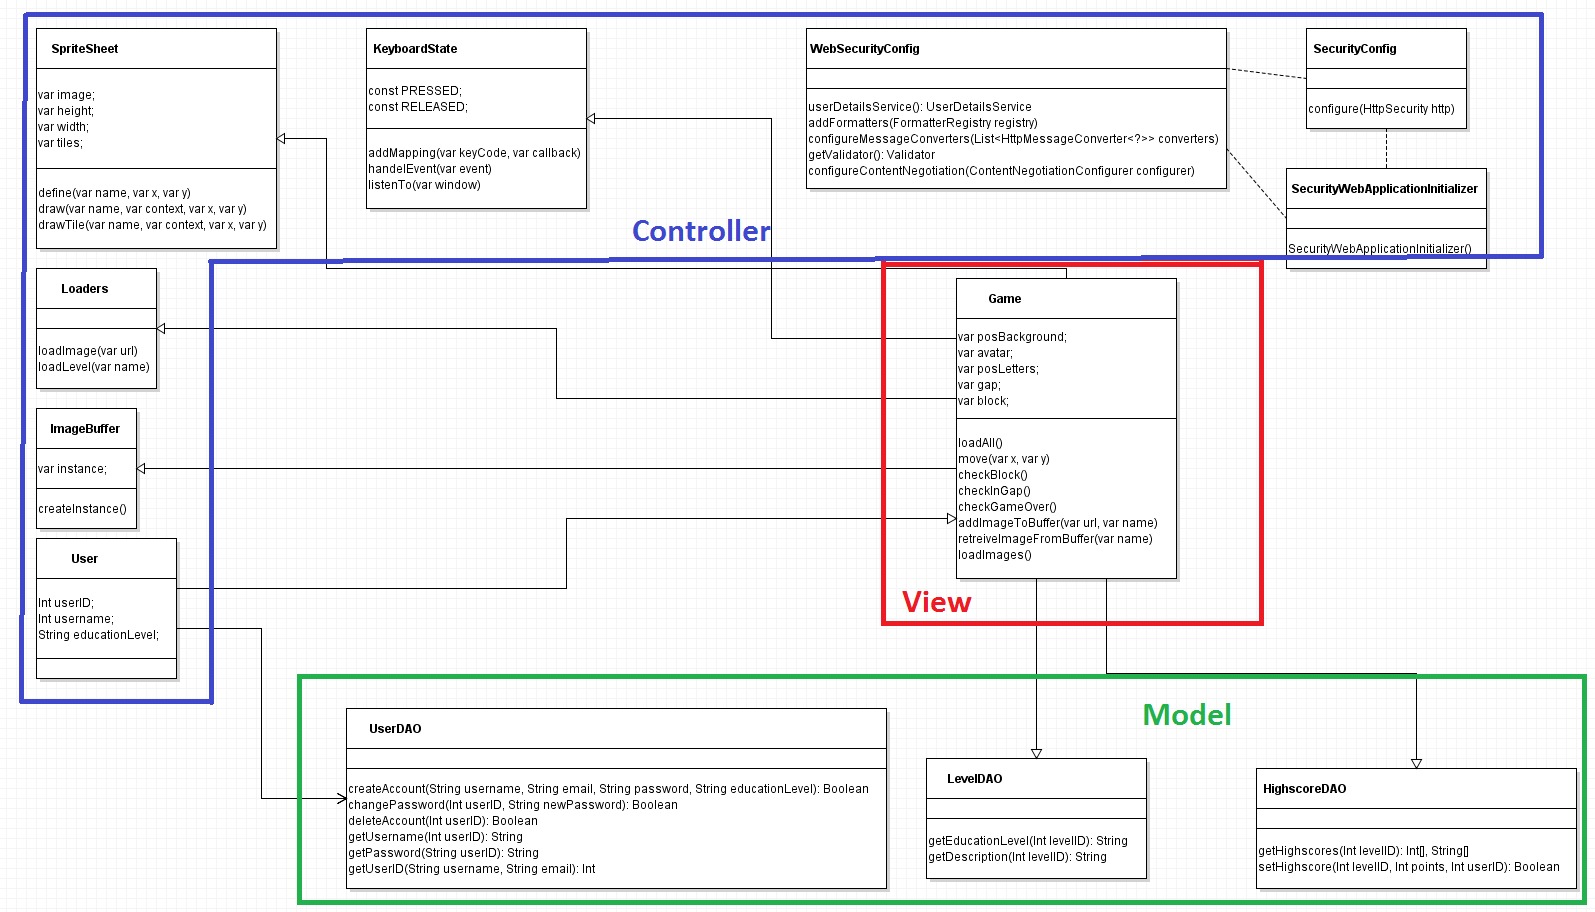 SpriteSheet
var image;
var height;
var width;
var tiles;
define(var name, var x, var y)
draw(var name, var context, var x, var y)
drawTile(var name, var context, var x, var y)
KeyboardState
const PRESSED;
const RELEASED;
addMapping(var keyCode, var callback)
handelEvent(var event)
listenTo(var window)
WebSecurityConfig
userDetailsService(): UserDetailsService
addFormatters(FormatterRegistry registry)
configureMessageConverters(List<HttpMessageConverter<?>> converters)
getValidator(): Validator
configureContentNegotiation(ContentNegotiationConfigurer configurer)
SecurityConfig
configure(HttpSecurity http)
SecurityWebApplicationInitializer
SecurityWebApplicationInitializer()
Controller
Loaders
loadImage(var url)
loadLevel(var name)
ImageBuffer
var instance;
createInstance()
User
Int userID;
Int username;
String educationLevel;
Game
var posBackground;
var avatar;
var posLetters;
var gap;
var block;
loadAll()
move(var x, var y)
checkBlock()
checkInGap()
checkGameOver()
addImageToBuffer(var url, var name)
retreiveImageFromBuffer(var name)
loadImages()
View
Model
UserDAO
createAccount(String username, String email, String password, String educationLevel): Boolean
changePassword(Int userID, String newPassword): Boolean
deleteAccount(Int userID): Boolean
getUsername(Int userID): String
getPassword(String userID): String
getUserID(String username, String email): Int
LevelDAO
getEducationLevel(Int levelID): String
getDescription(Int levelID): String
HighscoreDAO
getHighscores(Int levelID): Int[], String[]
setHighscore(Int levelID, Int points, Int userID): Boolean